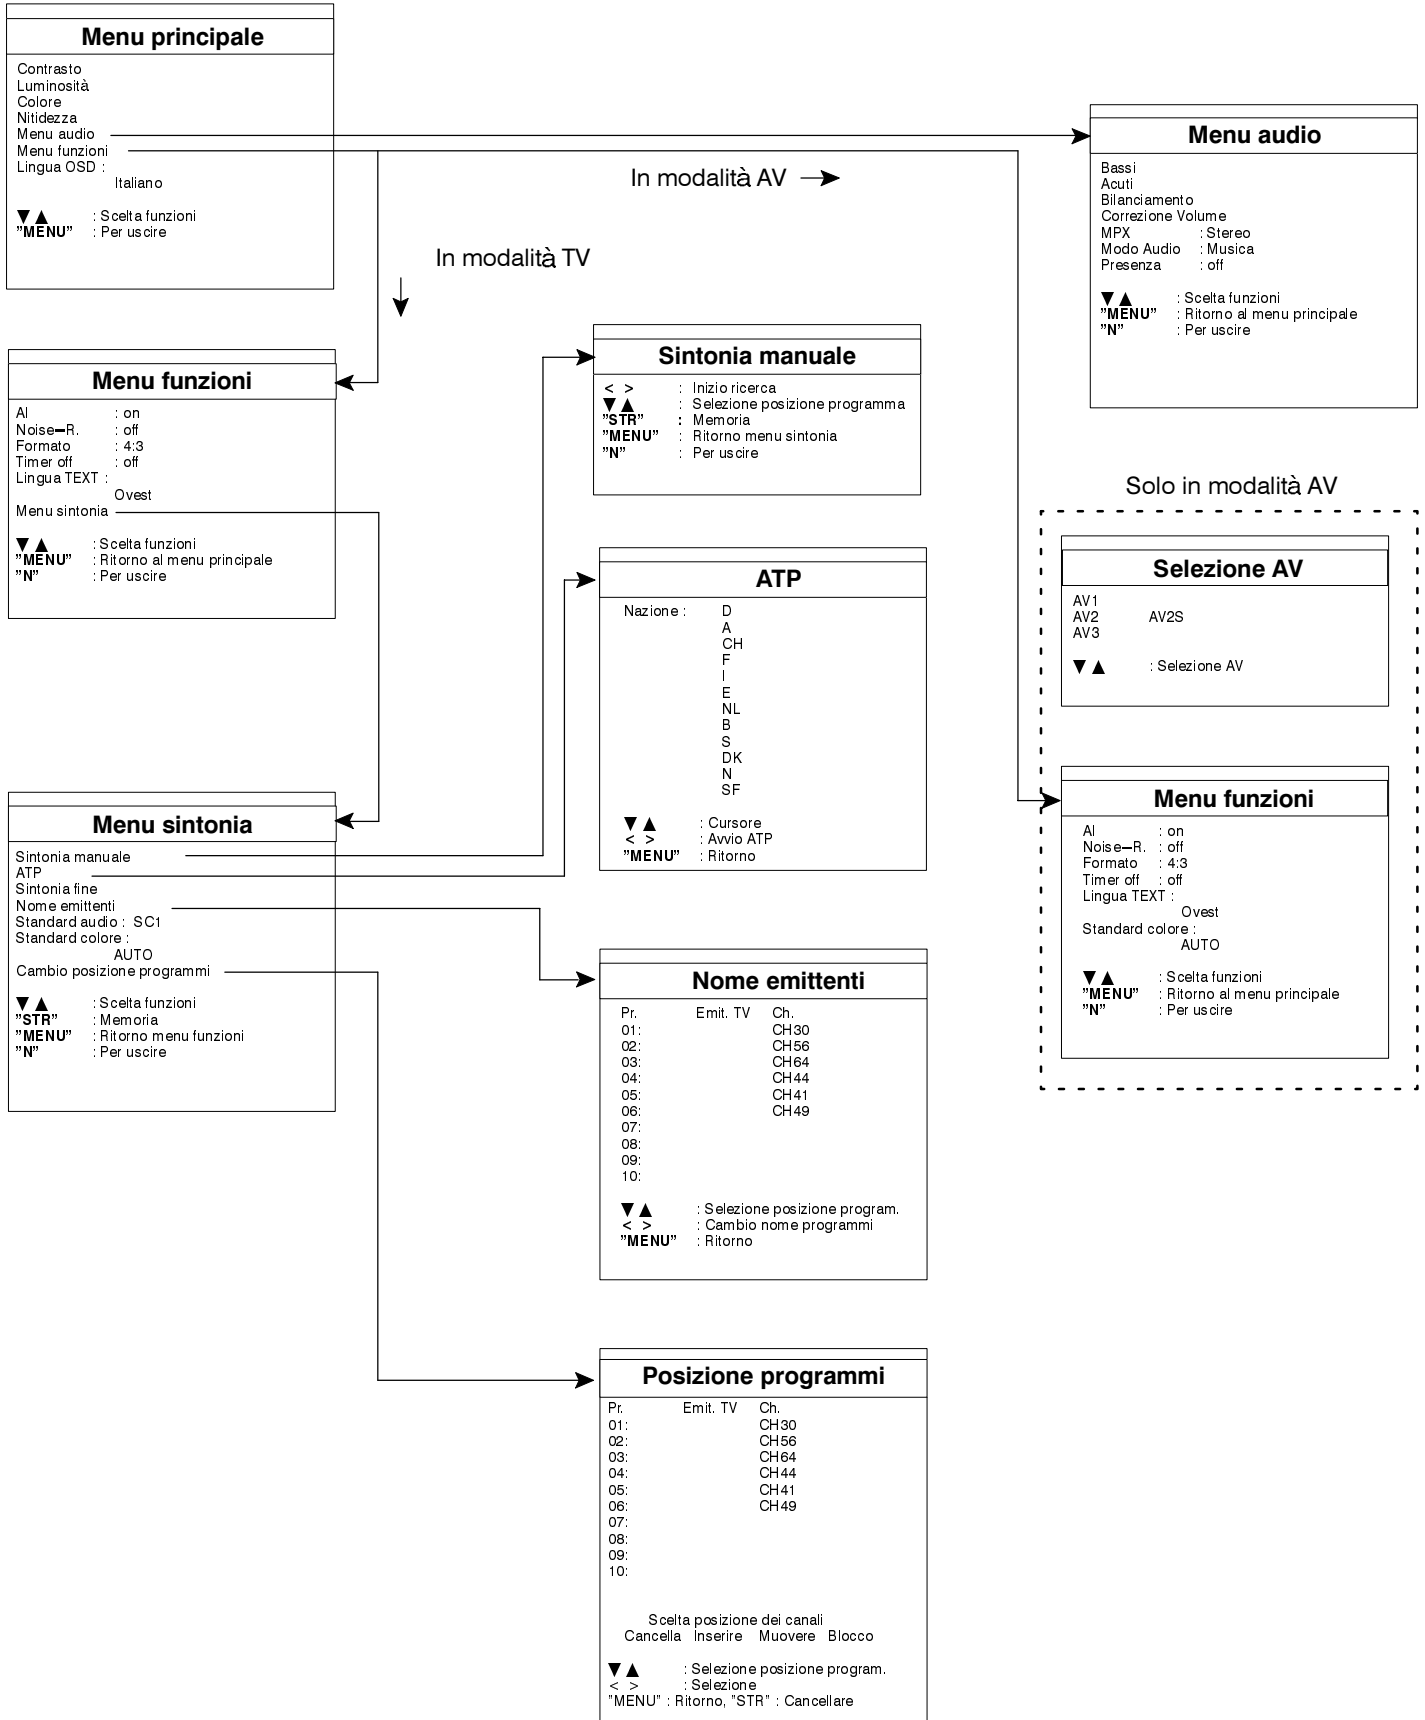 Menu principale
Contrasto
Luminosità
Colore
Nitidezza
Menu audio
Menu funzioni
Lingua OSD :
Italiano
▼ ▲ : Scelta funzioni
”MENU” : Per uscire
In modalità AV
In modalità TV
Menu audio
Bassi
Acuti
Bilanciamento
Correzione Volume
MPX : Stereo
Modo Audio : Musica
Presenza : off
▼ ▲ : Scelta funzioni
”MENU” : Ritorno al menu principale
”N” : Per uscire
Menu funzioni
AI : on
Noise–R. : off
Formato : 4:3
Timer off : off
Lingua TEXT :
Ovest
Menu sintonia
▼ ▲ : Scelta funzioni
”MENU” : Ritorno al menu principale
”N” : Per uscire
Sintonia manuale
< > : Inizio ricerca
▼ ▲ : Selezione posizione programma
”STR” : Memoria
”MENU” : Ritorno menu sintonia
”N” : Per uscire
Solo in modalità AV
Selezione AV
AV1
AV2 AV2S
AV3
▼ ▲ : Selezione AV
ATP
Nazione : D
A
CH
F
I
E
NL
B
S
DK
N
SF
▼ ▲ : Cursore
< > : Avvio ATP
”MENU” : Ritorno
Menu funzioni
AI : on
Noise–R. : off
Formato : 4:3
Timer off : off
Lingua TEXT :
Ovest
Standard colore :
AUTO
▼ ▲ : Scelta funzioni
”MENU” : Ritorno al menu principale
”N” : Per uscire
Menu sintonia
Sintonia manuale
ATP
Sintonia fine
Nome emittenti
Standard audio : SC1
Standard colore :
AUTO
Cambio posizione programmi
▼ ▲ : Scelta funzioni
”STR” : Memoria
”MENU” : Ritorno menu funzioni
”N” : Per uscire
Nome emittenti
Pr. Emit. TV Ch.
01: CH30
02: CH56
03: CH64
04: CH44
05: CH41
06: CH49
07:
08:
09:
10:
▼ ▲ : Selezione posizione program.
< > : Cambio nome programmi
”MENU” : Ritorno
Posizione programmi
Pr. Emit. TV Ch.
01: CH30
02: CH56
03: CH64
04: CH44
05: CH41
06: CH49
07:
08:
09:
10:
Scelta posizione dei canali
Cancella Inserire Muovere Blocco
▼ ▲ : Selezione posizione program.
< > : Selezione
”MENU” : Ritorno, ”STR” : Cancellare